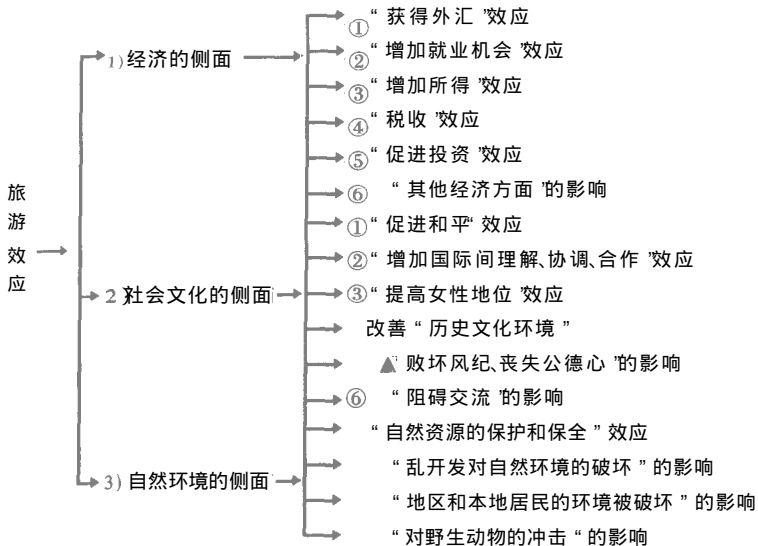 旅游效应
1) 经济的侧面
①“ 获得外汇 ”效应
②“ 增加就业机会 ”效应
③“ 增加所得 ”效应
④“ 税收 ”效应
⑤“ 促进投资 ”效应
⑥ “ 其他经济方面 ”的影响
2)社会文化的侧面
①“ 促进和平“ 效应
②“ 增加国际间理解、协调、合作 ”效应
③“ 提高女性地位 ”效应
改善 “ 历史文化环境 ”
▲“ 败坏风纪、丧失公德心 ”的影响
⑥ “ 阻碍交流 ”的影响
3) 自然环境的侧面
“ 自然资源的保护和保全 ” 效应
“ 乱开发对自然环境的破坏 ” 的影响
“ 地区和本地居民的环境被破坏 ” 的影响
“ 对野生动物的冲击 “ 的影响